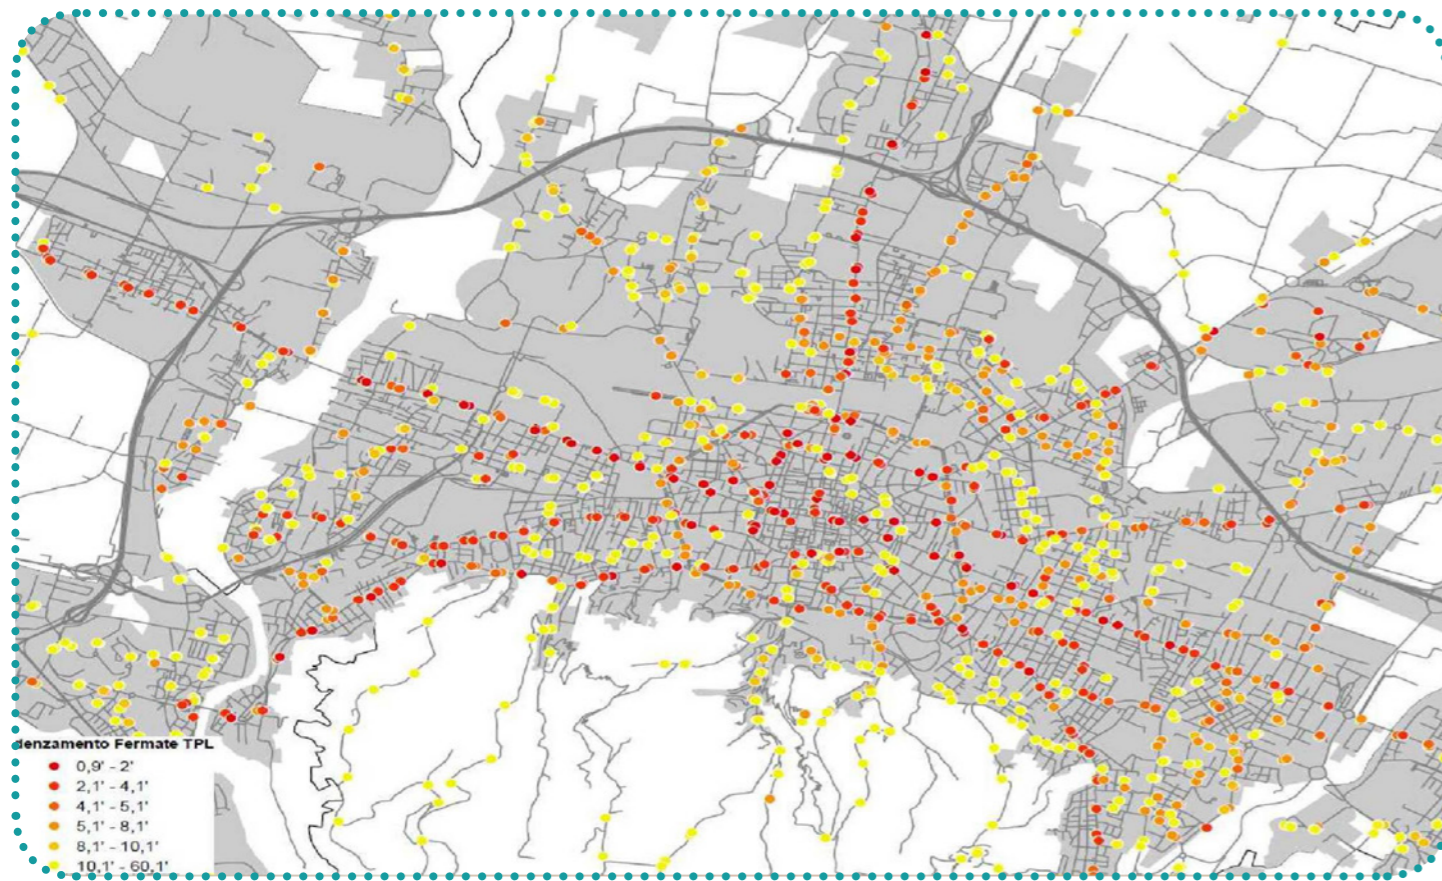 denzamento Fermate TPL
0,9' - 2'
2,1' - 4,1'
4,1' - 5,1'
5,1' - 8,1'
8,1' - 10,1'
10,1' - 60,1'